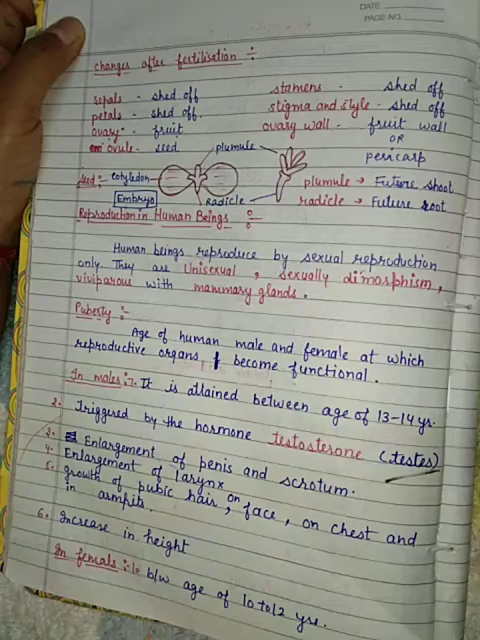 DATE
PAGE NO.
Changes after fertilisation :-
sepals - shed off
petals - shed off.
ovary - fruit
ovule - seed
stamens - shed off
stigma and style - shed off
ovary wall - fruit wall
OR
pericarp
seed:- cotyledon
plumule
Embryo
Radicle
plumule → Future shoot
radicle → Future root
Reproduction in Human Beings :-
Human beings reproduce by sexual reproduction
only. They are Unisexual, sexually dimorphism,
viviparous with mammary glands.
Puberty :-
Age of human male and female at which
reproductive organs become functional.
In males:- 1. It is attained between age of 13-14 yr.
2. Triggered by the hormone testosterone (testes)
3. Enlargement of penis and scrotum.
4. Enlargement of larynx
5. growth of pubic hair, on face, on chest and
in armpits.
6. Increase in height
In females :- 1. b/w age of 10 to 12 yrs.